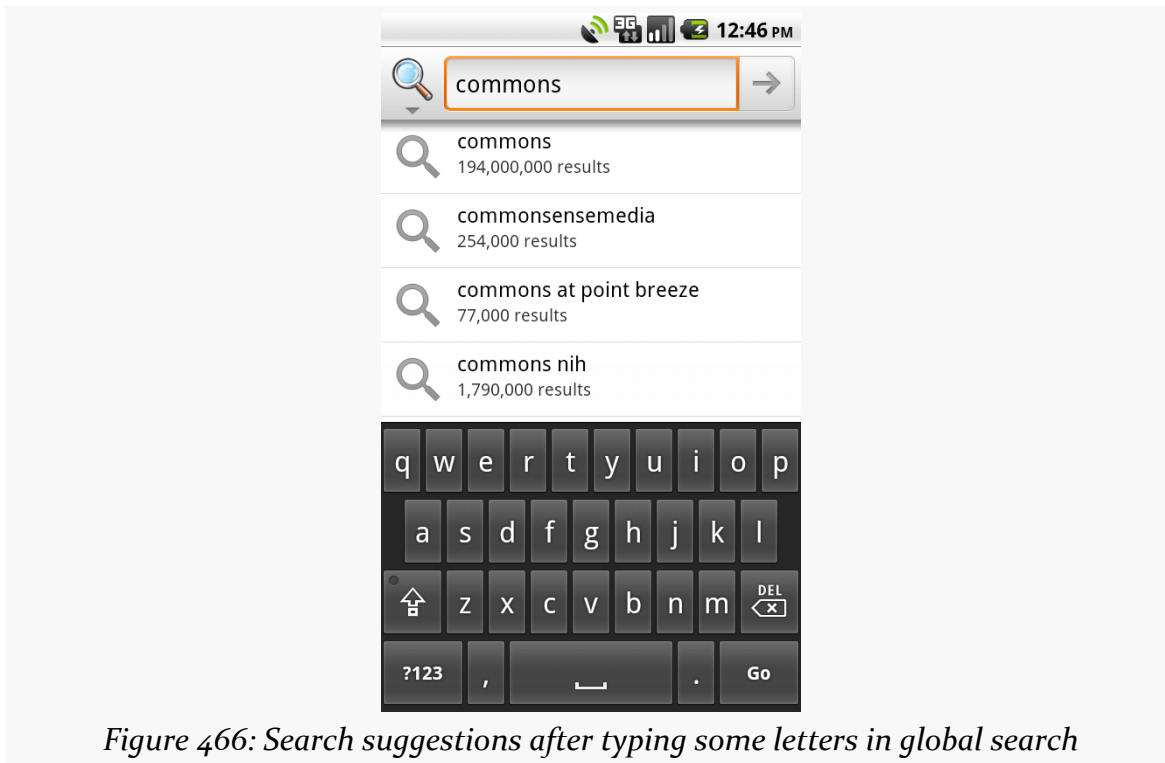 3G 12:46 PM
commons
commons
194,000,000 results
commonsensemedia
254,000 results
commons at point breeze
77,000 results
commons nih
1,790,000 results
q w e r t y u i o p
a s d f g h j k l
z x c v b n m DEL
?123 , . Go
Figure 466: Search suggestions after typing some letters in global search